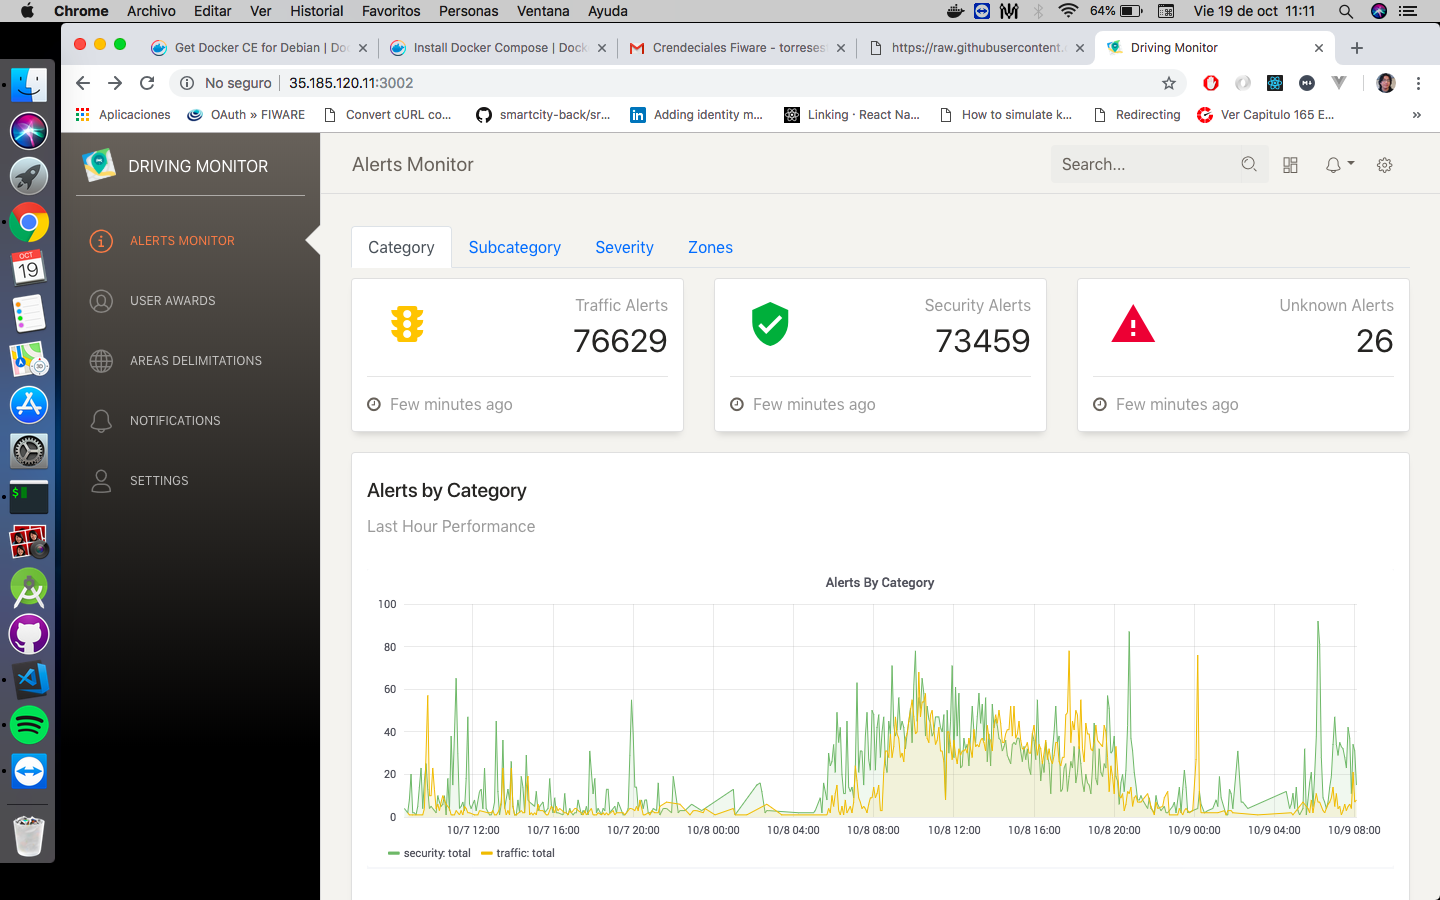 Chrome Archivo Editar Ver Historial Favoritos Personas Ventana Ayuda 64% Vie 19 de oct 11:11
Get Docker CE for Debian | Do
Install Docker Compose | Dock
Crendeciales Fiware - torreses
https://raw.githubusercontent.c
Driving Monitor
No seguro 35.185.120.11:3002
Aplicaciones OAuth » FIWARE Convert cURL co... smartcity-back/sr... Adding identity m... Linking · React Na... How to simulate k... Redirecting Ver Capitulo 165 E... »
OCT
19
DRIVING MONITOR
ALERTS MONITOR
USER AWARDS
AREAS DELIMITATIONS
NOTIFICATIONS
SETTINGS
Alerts Monitor
Search...
Category Subcategory Severity Zones
Traffic Alerts
76629
Few minutes ago
Security Alerts
73459
Few minutes ago
Unknown Alerts
26
Few minutes ago
Alerts by Category
Last Hour Performance
Alerts By Category
100
80
60
40
20
0
10/7 12:00 10/7 16:00 10/7 20:00 10/8 00:00 10/8 04:00 10/8 08:00 10/8 12:00 10/8 16:00 10/8 20:00 10/9 00:00 10/9 04:00 10/9 08:00
security: total traffic: total